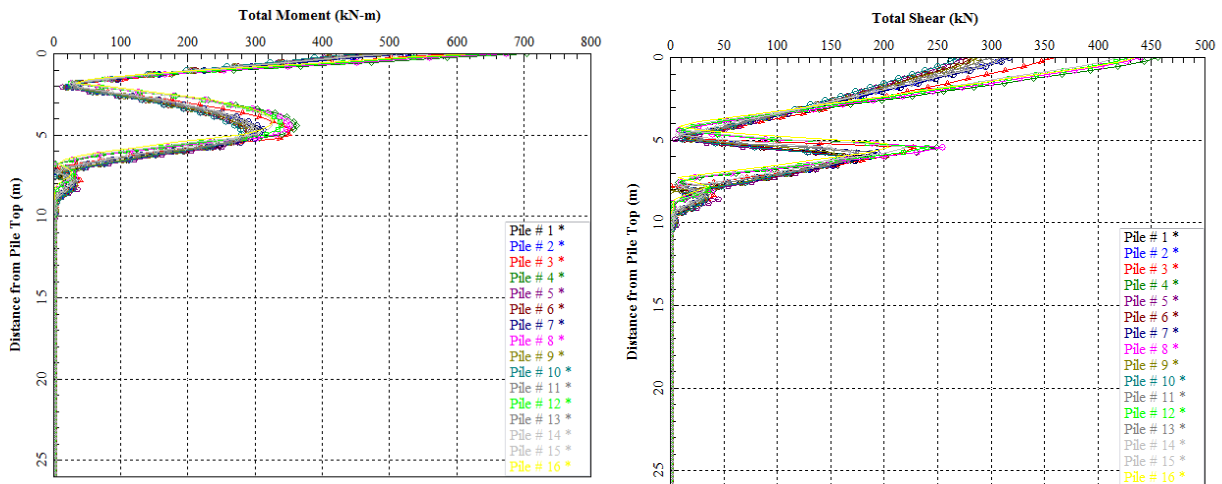 Total Moment (kN-m)
0 100 200 300 400 500 600 700 800
Distance from Pile Top (m)
0
5
10
15
20
25
Pile # 1 *
Pile # 2 *
Pile # 3 *
Pile # 4 *
Pile # 5 *
Pile # 6 *
Pile # 7 *
Pile # 8 *
Pile # 9 *
Pile # 10 *
Pile # 11 *
Pile # 12 *
Pile # 13 *
Pile # 14 *
Pile # 15 *
Pile # 16 *
Total Shear (kN)
0 50 100 150 200 250 300 350 400 450 500
Distance from Pile Top (m)
0
5
10
15
20
25
Pile # 1 *
Pile # 2 *
Pile # 3 *
Pile # 4 *
Pile # 5 *
Pile # 6 *
Pile # 7 *
Pile # 8 *
Pile # 9 *
Pile # 10 *
Pile # 11 *
Pile # 12 *
Pile # 13 *
Pile # 14 *
Pile # 15 *
Pile # 16 *